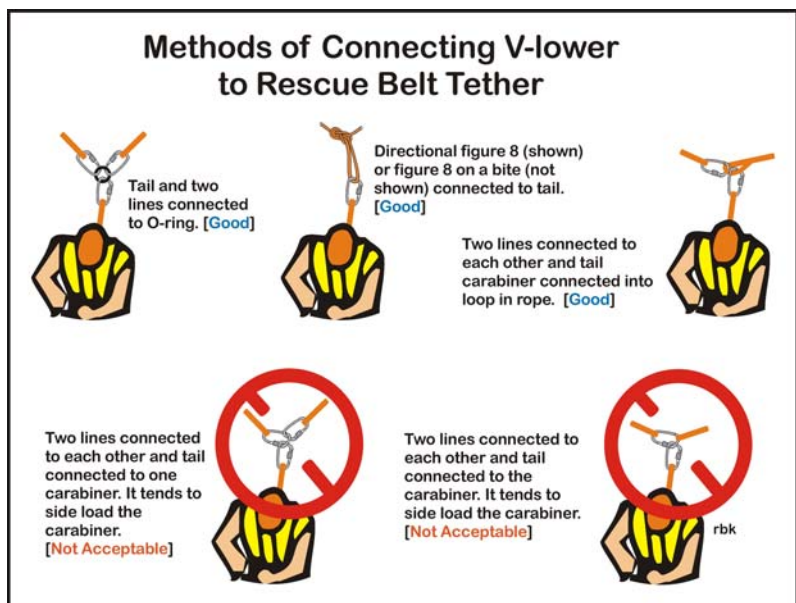 Methods of Connecting V-lower
to Rescue Belt Tether
Tail and two
lines connected
to O-ring. [Good]
Directional figure 8 (shown)
or figure 8 on a bite (not
shown) connected to tail.
[Good]
Two lines connected to
each other and tail
carabiner connected into
loop in rope. [Good]
Two lines connected
to each other and tail
connected to one
carabiner. It tends to
side load the
carabiner.
[Not Acceptable]
Two lines connected to
each other and tail
connected to the
carabiner. It tends to
side load the carabiner.
[Not Acceptable]
rbk